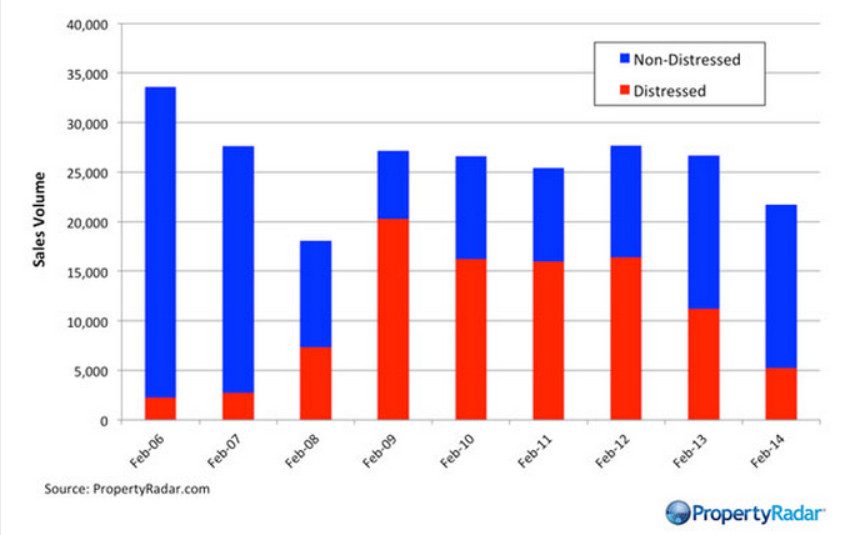 40,000
35,000
30,000
25,000
20,000
15,000
10,000
5,000
0
Sales Volume
Non-Distressed
Distressed
Feb-06
Feb-07
Feb-08
Feb-09
Feb-10
Feb-11
Feb-12
Feb-13
Feb-14
Source: PropertyRadar.com
PropertyRadar